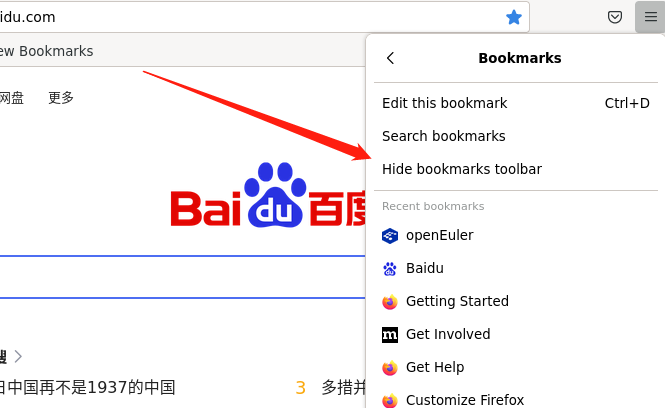 idu.com
ew Bookmarks
Bookmarks
网盘 更多
Edit this bookmark Ctrl+D
Search bookmarks
Hide bookmarks toolbar
Bai du 百度
Recent bookmarks
openEuler
Baidu
Getting Started
m Get Involved
Get Help
搜
日中国再不是1937的中国 3 多措并
Customize Firefox